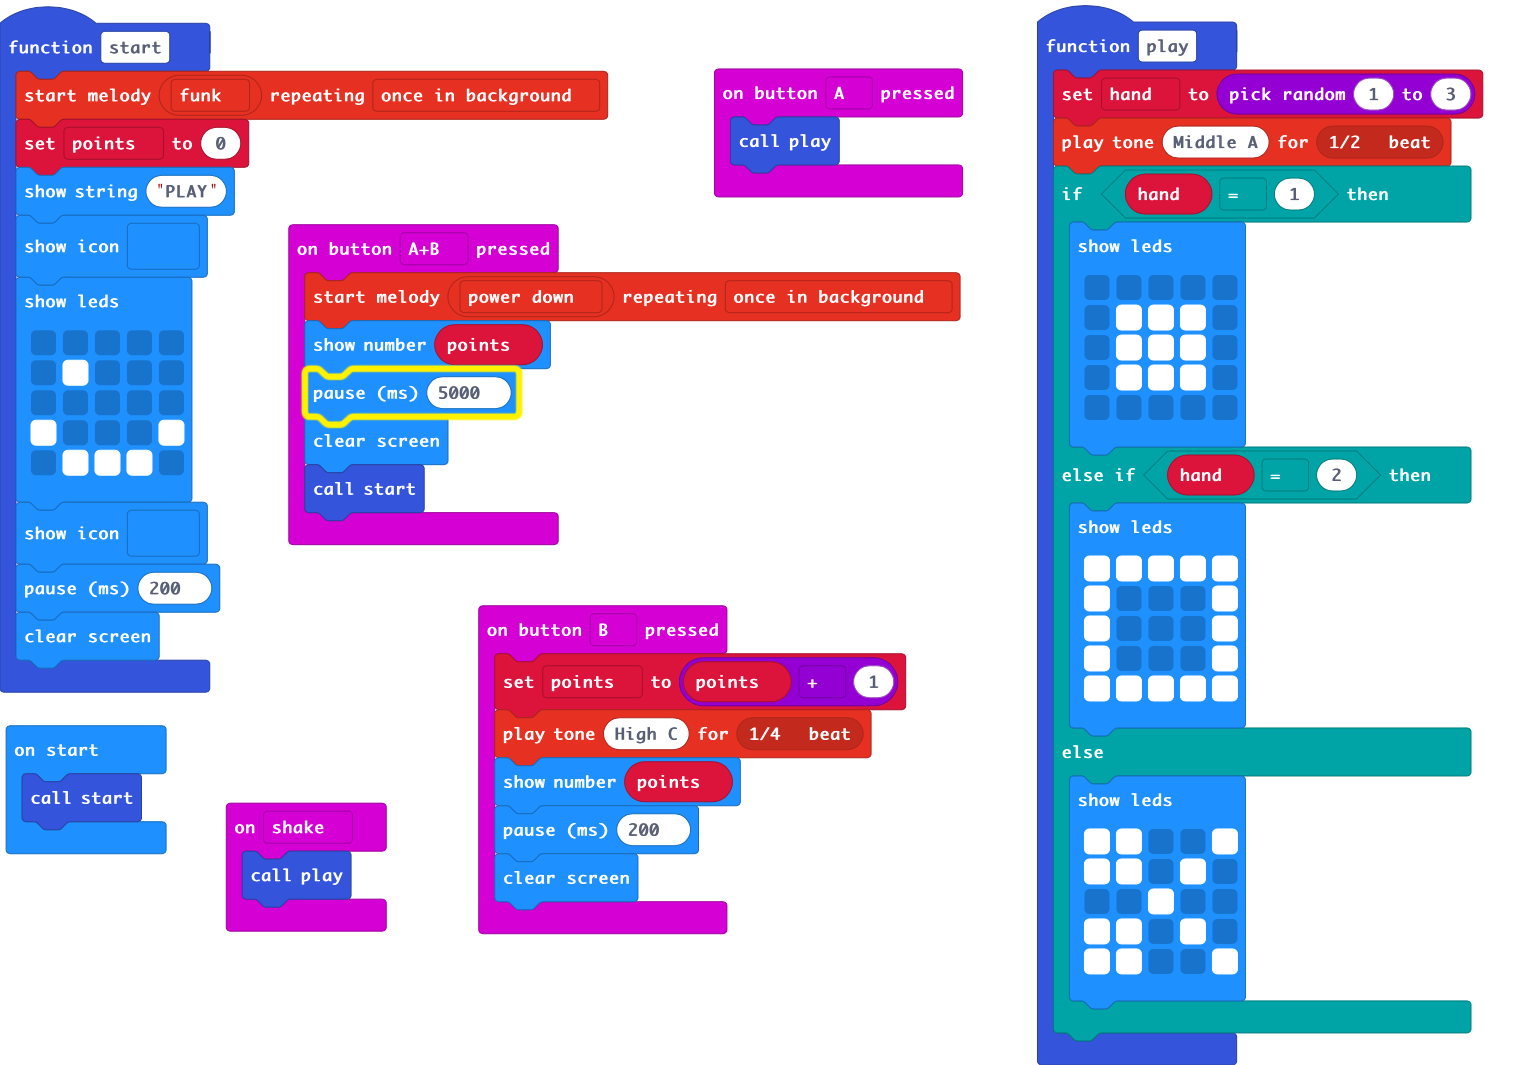 function start
start melody funk repeating once in background
set points to 0
show string "PLAY"
show icon
show leds
show icon
pause (ms) 200
clear screen
on start
call start
on button A+B pressed
start melody power down repeating once in background
show number points
pause (ms) 5000
clear screen
call start
on shake
call play
on button A pressed
call play
on button B pressed
set points to points + 1
play tone High C for 1/4 beat
show number points
pause (ms) 200
clear screen
function play
set hand to pick random 1 to 3
play tone Middle A for 1/2 beat
if hand = 1 then
show leds
else if hand = 2 then
show leds
else
show leds